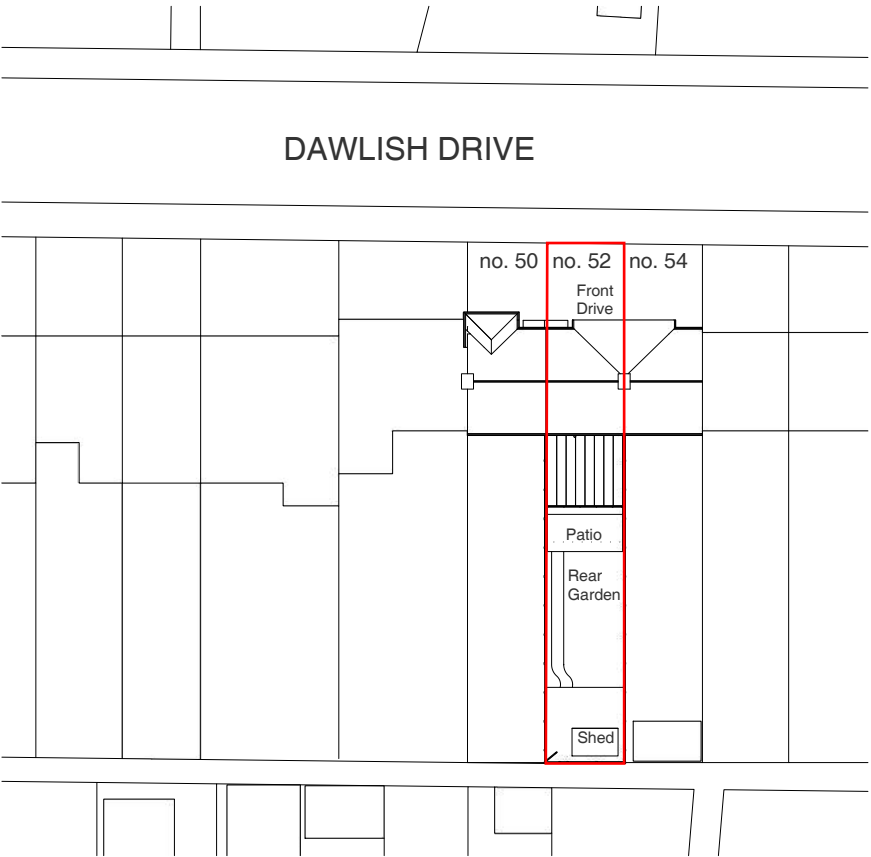 DAWLISH DRIVE
no. 50 no. 52 no. 54
Front
Drive
Patio
Rear
Garden
Shed